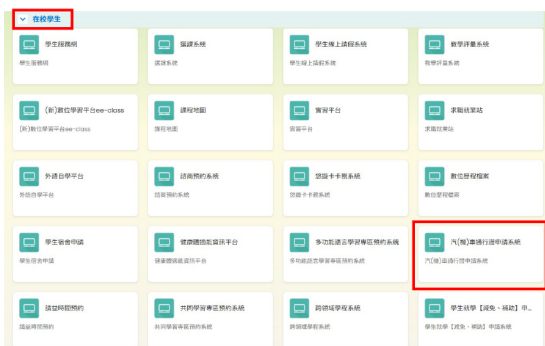 在校學生
學生服務網
選課系統
學生線上請假系統
教學評量系統
學生服務網
選課系統
學生線上請假系統
教學評量系統
(新)數位學習平台ee-class
課程地圖
實習平台
求職就業站
(新)數位學習平台ee-class
課程地圖
實習平台
求職就業站
外語自學平台
諮商預約系統
悠遊卡卡務系統
數位歷程檔案
外語自學平台
諮商預約系統
悠遊卡卡務系統
數位歷程檔案
學生宿舍申請
健康體適能資訊平台
多功能語言學習專區預約系統
汽(機)車通行證申請系統
學生宿舍申請
健康體適能資訊平台
多功能語言學習專區預約系統
汽(機)車通行證申請系統
請益時間預約
共同學習專區預約系統
跨領域學程系統
學生就學【減免、補助】申...
請益時間預約
共同學習專區預約系統
跨領域學程系統
學生就學【減免、補助】申請系統